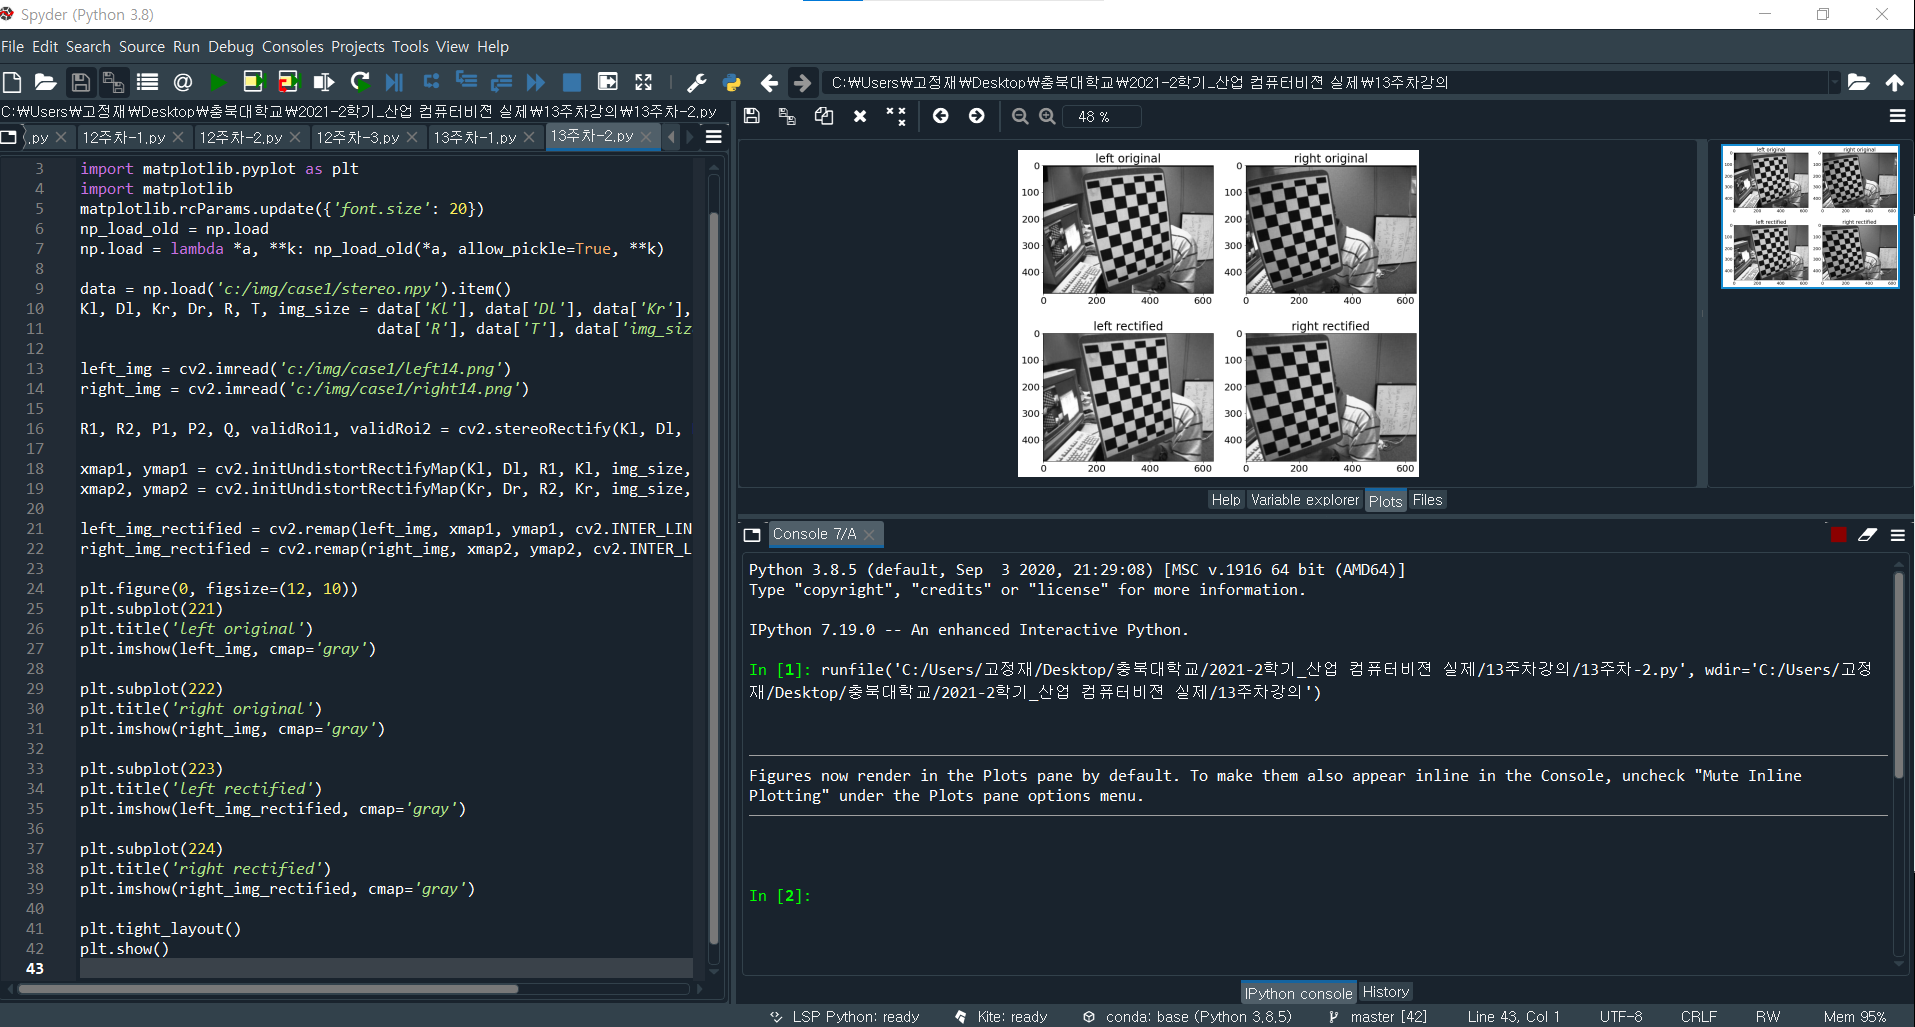 Spyder (Python 3.8)
File Edit Search Source Run Debug Consoles Projects Tools View Help
C:₩Users₩고정재₩Desktop₩충북대학교₩2021-2학기_산업 컴퓨터비젼 실제₩13주차강의
C:₩Users₩고정재₩Desktop₩충북대학교₩2021-2학기_산업 컴퓨터비젼 실제₩13주차강의₩13주차-2.py
.py 12주차-1.py 12주차-2.py 12주차-3.py 13주차-1.py 13주차-2.py
3 import matplotlib.pyplot as plt
4 import matplotlib
5 matplotlib.rcParams.update({'font.size': 20})
6 np_load_old = np.load
7 np.load = lambda *a, **k: np_load_old(*a, allow_pickle=True, **k)
8
9 data = np.load('c:/img/case1/stereo.npy').item()
10 Kl, Dl, Kr, Dr, R, T, img_size = data['Kl'], data['Dl'], data['Kr'],
11 data['R'], data['T'], data['img_siz
12
13 left_img = cv2.imread('c:/img/case1/left14.png')
14 right_img = cv2.imread('c:/img/case1/right14.png')
15
16 R1, R2, P1, P2, Q, validRoi1, validRoi2 = cv2.stereoRectify(Kl, Dl,
17
18 xmap1, ymap1 = cv2.initUndistortRectifyMap(Kl, Dl, R1, Kl, img_size,
19 xmap2, ymap2 = cv2.initUndistortRectifyMap(Kr, Dr, R2, Kr, img_size,
20
21 left_img_rectified = cv2.remap(left_img, xmap1, ymap1, cv2.INTER_LIN
22 right_img_rectified = cv2.remap(right_img, xmap2, ymap2, cv2.INTER_L
23
24 plt.figure(0, figsize=(12, 10))
25 plt.subplot(221)
26 plt.title('left original')
27 plt.imshow(left_img, cmap='gray')
28
29 plt.subplot(222)
30 plt.title('right original')
31 plt.imshow(right_img, cmap='gray')
32
33 plt.subplot(223)
34 plt.title('left rectified')
35 plt.imshow(left_img_rectified, cmap='gray')
36
37 plt.subplot(224)
38 plt.title('right rectified')
39 plt.imshow(right_img_rectified, cmap='gray')
40
41 plt.tight_layout()
42 plt.show()
43
48 %
left original right original
0 100 200 300 400
0 200 400 600
0 100 200 300 400
0 200 400 600
left rectified right rectified
0 100 200 300 400
0 200 400 600
0 100 200 300 400
0 200 400 600
left original right original
left rectified right rectified
Help Variable explorer Plots Files
Console 7/A
Python 3.8.5 (default, Sep  3 2020, 21:29:08) [MSC v.1916 64 bit (AMD64)]
Type "copyright", "credits" or "license" for more information.
IPython 7.19.0 -- An enhanced Interactive Python.
In [1]: runfile('C:/Users/고정재/Desktop/충북대학교/2021-2학기_산업 컴퓨터비젼 실제/13주차강의/13주차-2.py', wdir='C:/Users/고정
재/Desktop/충북대학교/2021-2학기_산업 컴퓨터비젼 실제/13주차강의')
Figures now render in the Plots pane by default. To make them also appear inline in the Console, uncheck "Mute Inline
Plotting" under the Plots pane options menu.
In [2]:
IPython console History
LSP Python: ready Kite: ready conda: base (Python 3.8.5) master [42] Line 43, Col 1 UTF-8 CRLF RW Mem 95%